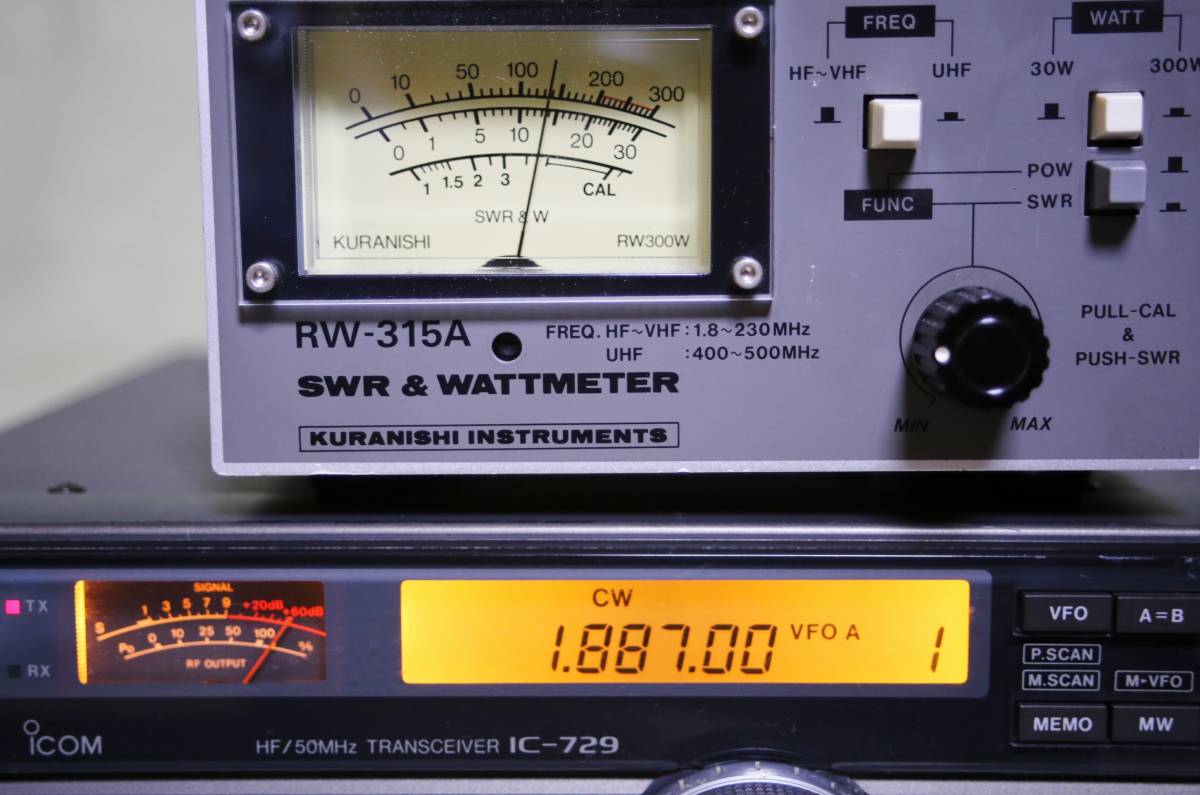 0 10 50 100 200 300
0 1 5 10 20 30
1 1.5 2 3 CAL
SWR & W
KURANISHI RW300W
FREQ
HF~VHF UHF
WATT
30W 300W
POW
FUNC SWR
PULL-CAL
&
PUSH-SWR
MIN MAX
RW-315A
FREQ. HF~VHF : 1.8~230MHz
UHF : 400~500MHz
SWR & WATTMETER
KURANISHI INSTRUMENTS
TX
RX
SIGNAL
S 1 3 5 7 9 +20dB +60dB
Po 0 10 25 50 100 %
RF OUTPUT
CW
1.887.00 VFO A 1
VFO A=B
P.SCAN
M.SCAN M▸VFO
MEMO MW
ICOM
HF/50MHz TRANSCEIVER IC-729